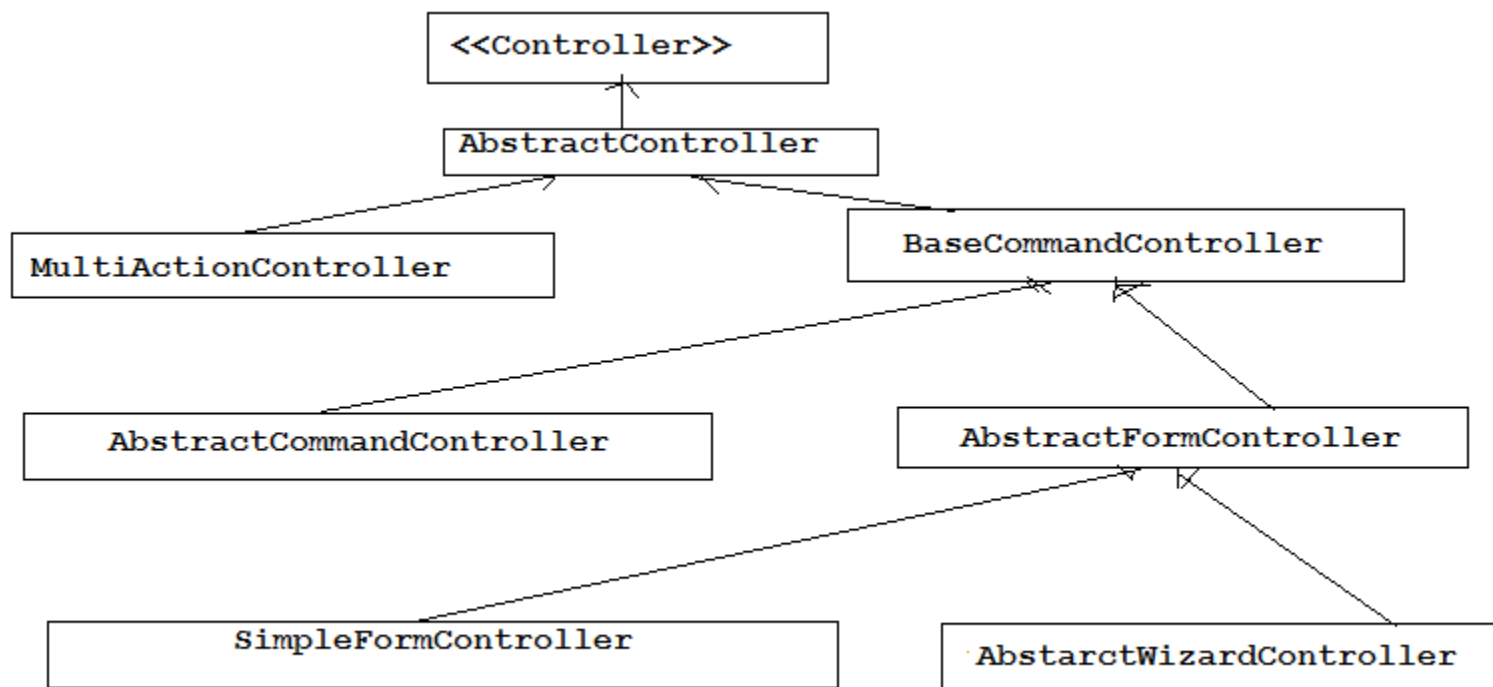 <<Controller>>
AbstractController
MultiActionController
BaseCommandController
AbstractCommandController
AbstractFormController
SimpleFormController
AbstarctWizardController